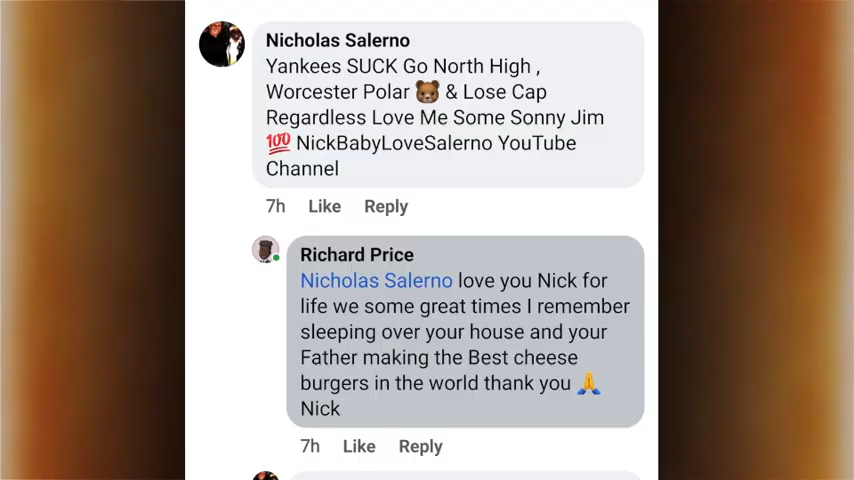 Nicholas Salerno
Yankees SUCK Go North High ,
Worcester Polar 🐻 & Lose Cap
Regardless Love Me Some Sonny Jim
💯 NickBabyLoveSalerno YouTube
Channel
7h Like Reply
Richard Price
Nicholas Salerno love you Nick for
life we some great times I remember
sleeping over your house and your
Father making the Best cheese
burgers in the world thank you 🙏
Nick
7h Like Reply